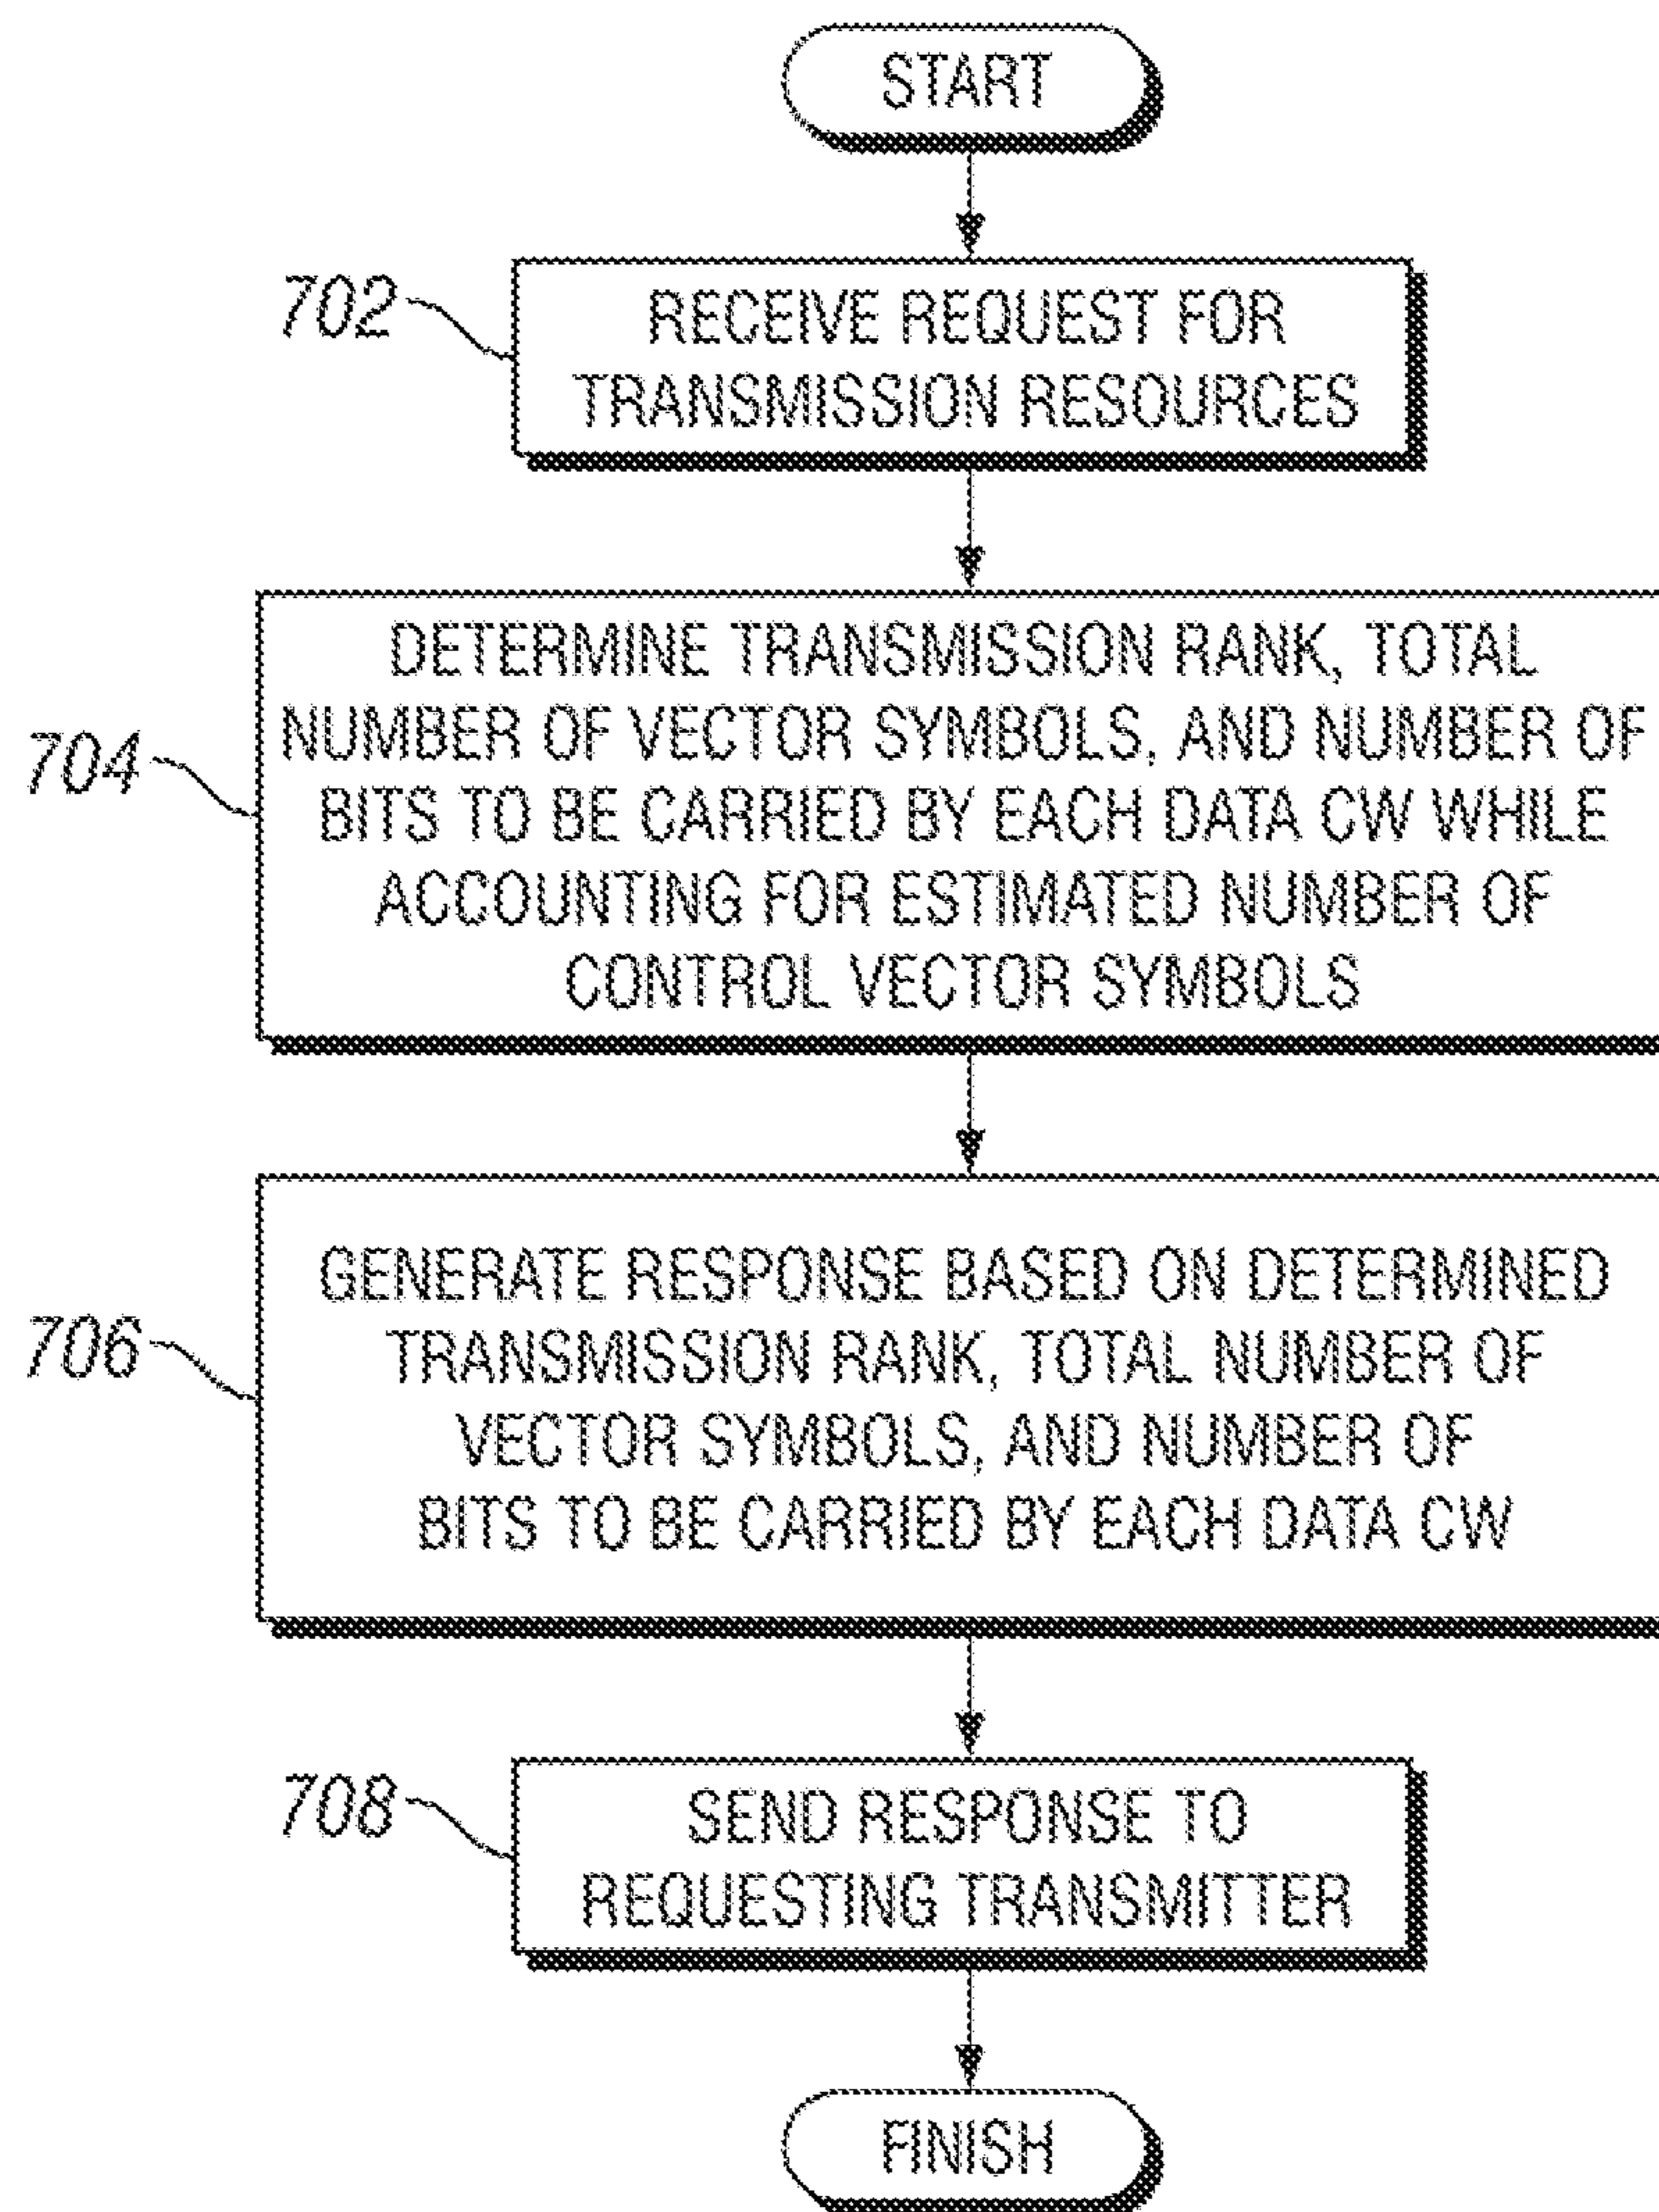 START
702
RECEIVE REQUEST FOR
TRANSMISSION RESOURCES
704
DETERMINE TRANSMISSION RANK, TOTAL
NUMBER OF VECTOR SYMBOLS, AND NUMBER OF
BITS TO BE CARRIED BY EACH DATA CW WHILE
ACCOUNTING FOR ESTIMATED NUMBER OF
CONTROL VECTOR SYMBOLS
706
GENERATE RESPONSE BASED ON DETERMINED
TRANSMISSION RANK, TOTAL NUMBER OF
VECTOR SYMBOLS, AND NUMBER OF
BITS TO BE CARRIED BY EACH DATA CW
708
SEND RESPONSE TO
REQUESTING TRANSMITTER
FINISH